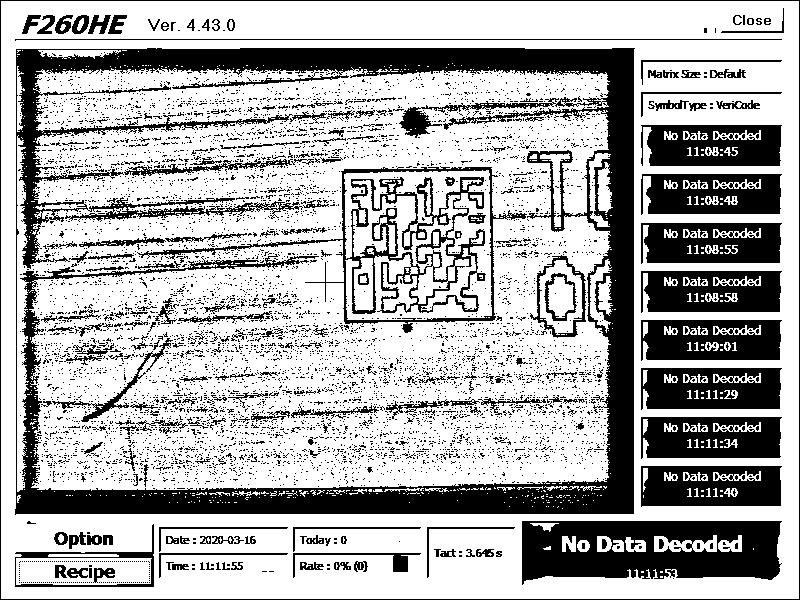 F260HE Ver. 4.43.0
Close
Matrix Size : Default
SymbolType : VeriCode
No Data Decoded
11:08:45
No Data Decoded
11:08:48
No Data Decoded
11:08:55
No Data Decoded
11:08:58
No Data Decoded
11:09:01
No Data Decoded
11:11:29
No Data Decoded
11:11:34
No Data Decoded
11:11:40
TO
Option
Recipe
Date : 2020-03-16
Time : 11:11:55
Today : 0
Rate : 0% (0)
Tact : 3.645 s
No Data Decoded
11:11:53